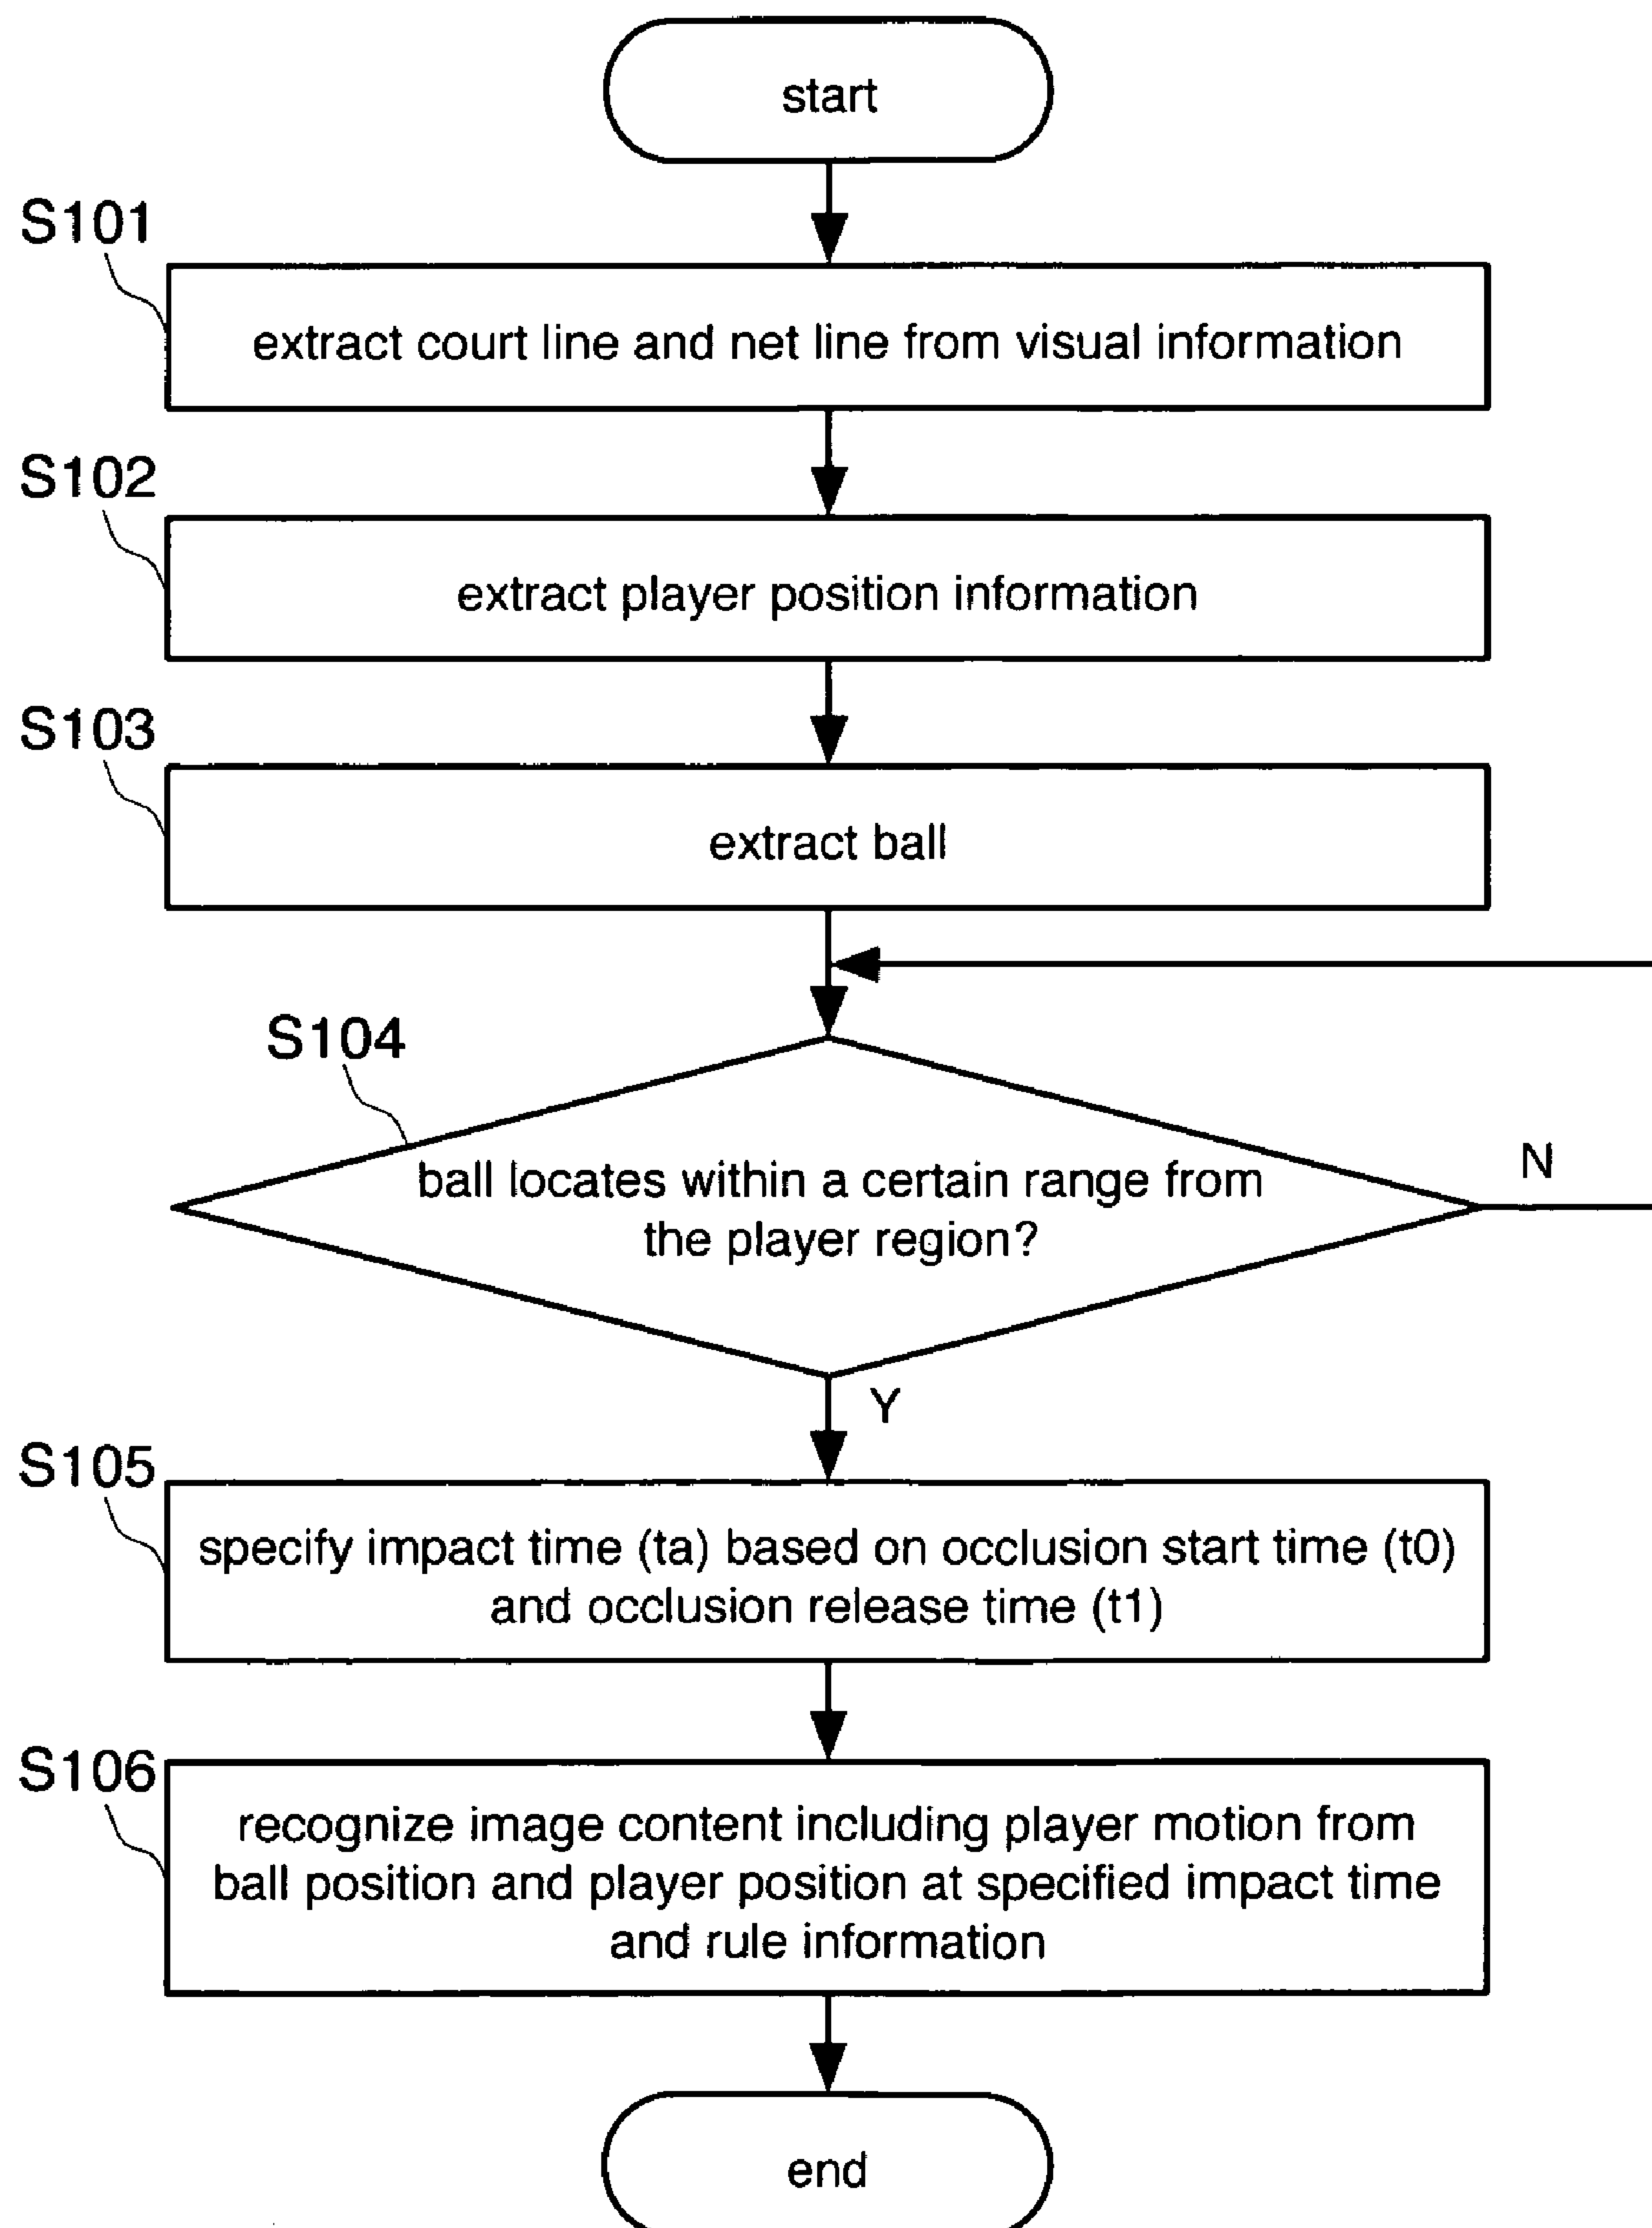 start
S101
extract court line and net line from visual information
S102
extract player position information
S103
extract ball
S104
ball locates within a certain range from
the player region?
N
Y
S105
specify impact time (ta) based on occlusion start time (t0)
and occlusion release time (t1)
S106
recognize image content including player motion from
ball position and player position at specified impact time
and rule information
end